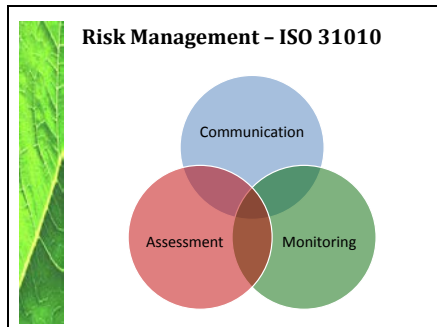 Risk Management – ISO 31010
Communication
Assessment
Monitoring